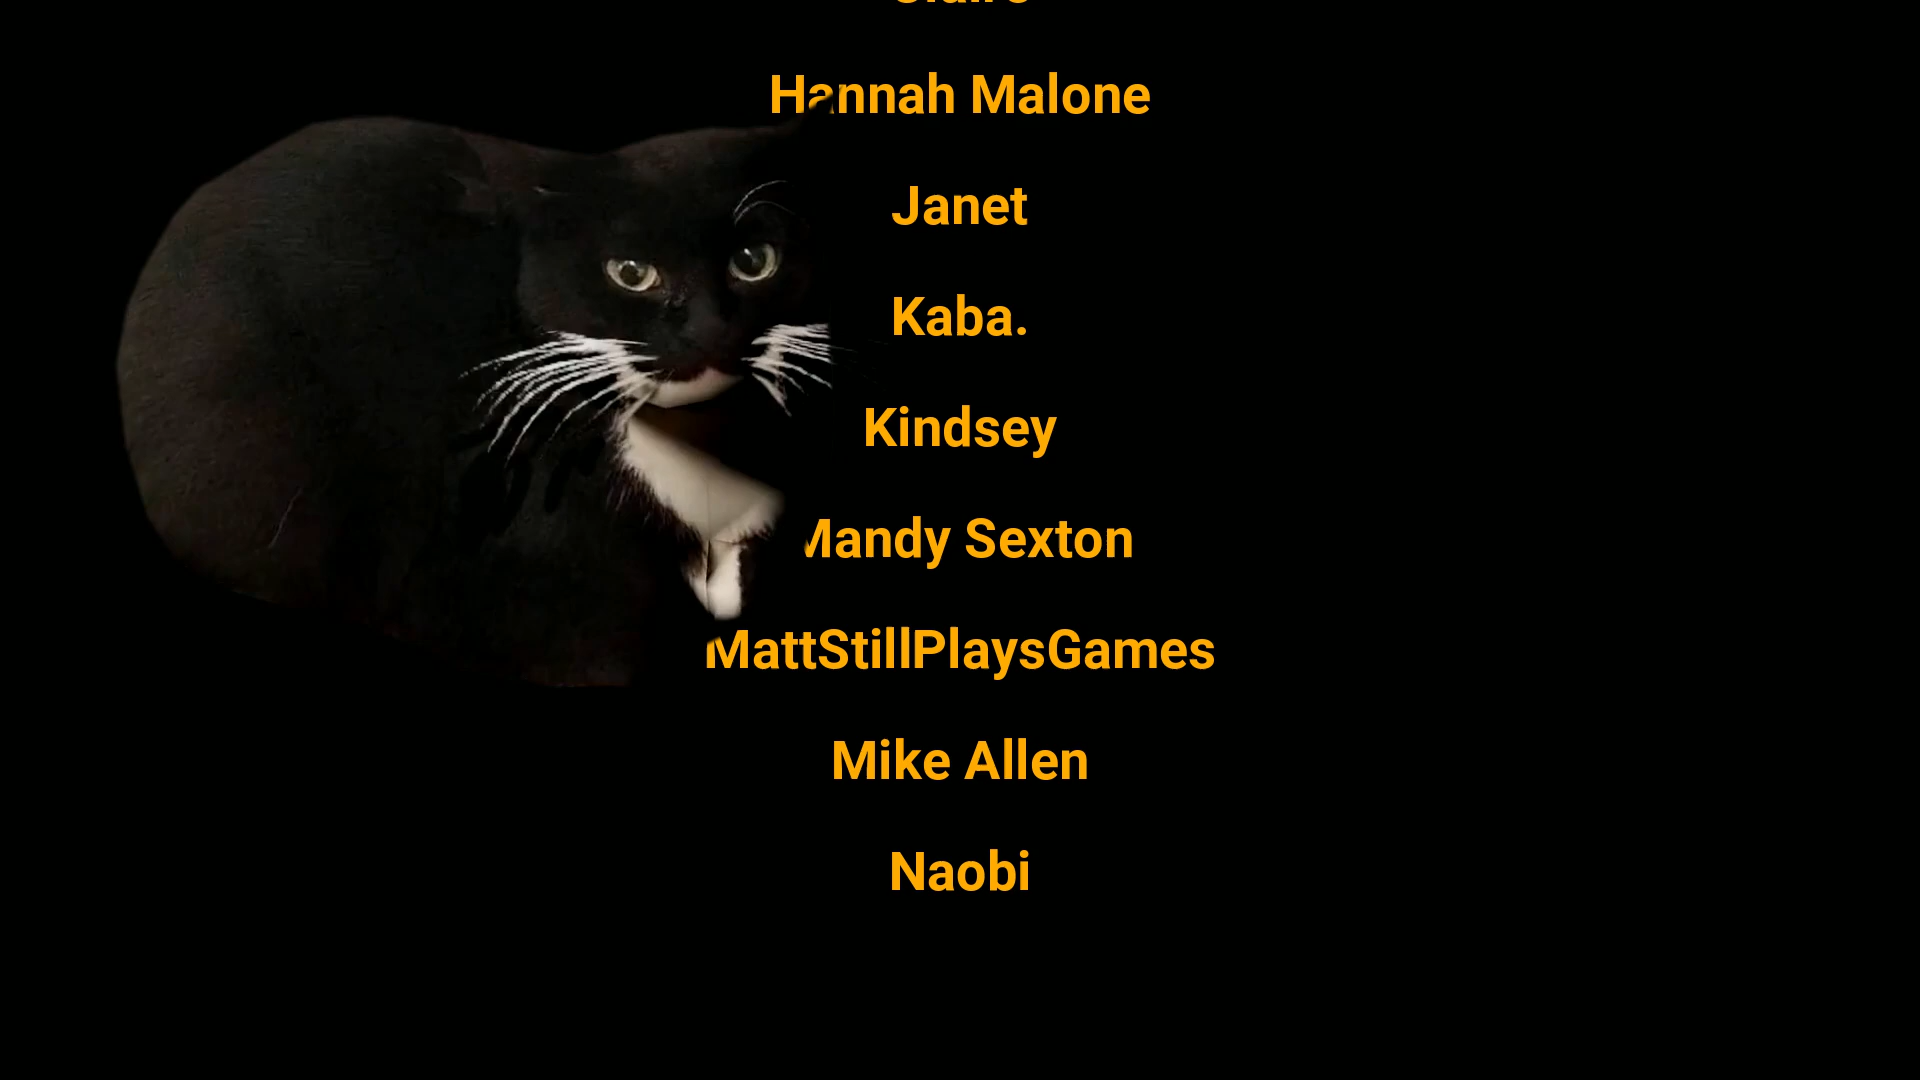 Hannah Malone
Janet
Kaba.
Kindsey
Mandy Sexton
MattStillPlaysGames
Mike Allen
Naobi